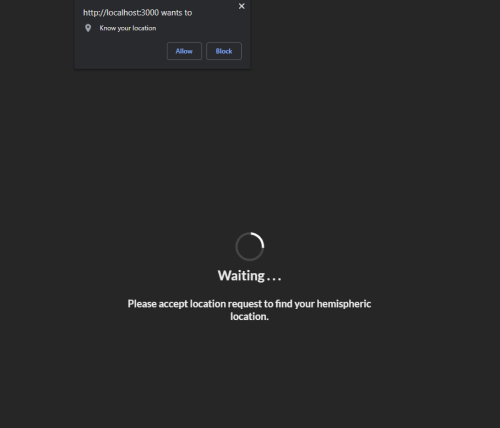 http://localhost:3000 wants to
Know your location
Allow Block
Waiting . . .
Please accept location request to find your hemispheric
location.